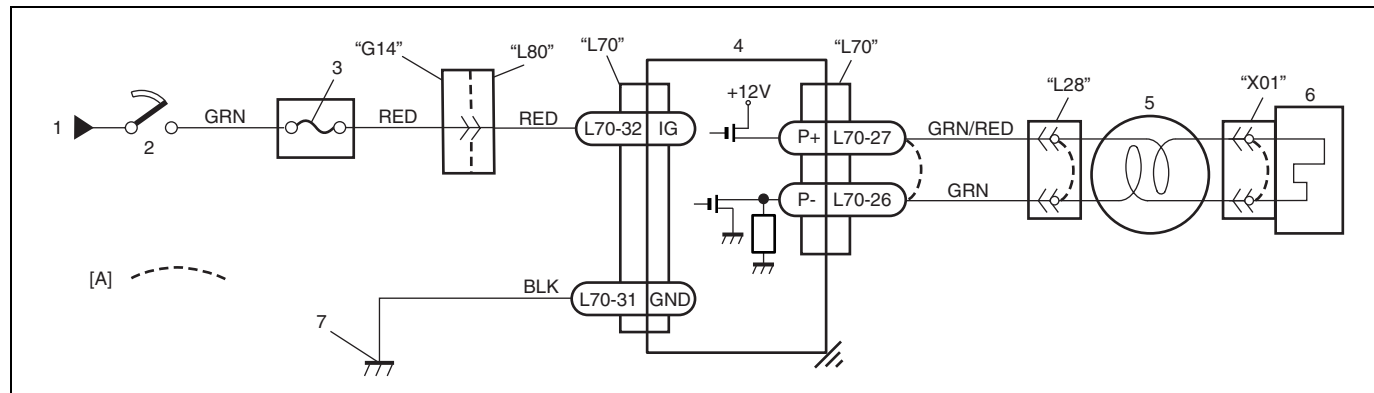 4
“G14”
“L80”
“L70”
“L70”
3
“L28”
5
“X01”
6
+12V
1
2
GRN
RED
RED
L70-32 IG
P+ L70-27
GRN/RED
P- L70-26
GRN
[A]
BLK
L70-31 GND
7